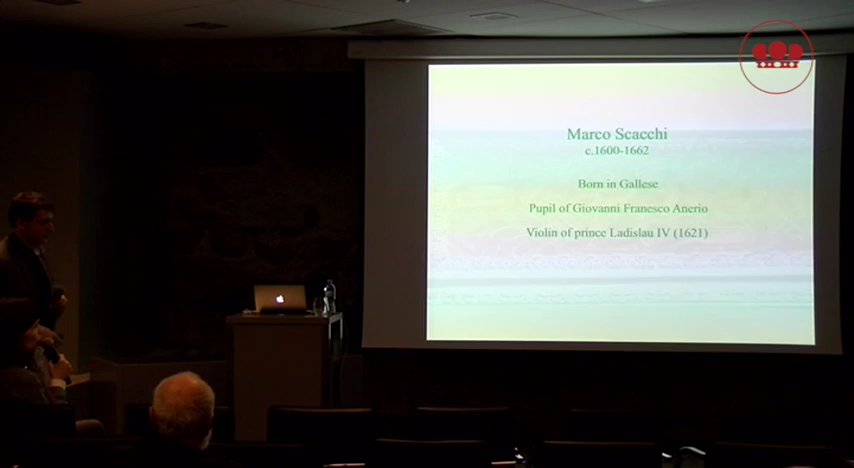 Marco Scacchi
c.1600-1662
Born in Gallese
Pupil of Giovanni Franesco Anerio
Violin of prince Ladislau IV (1621)